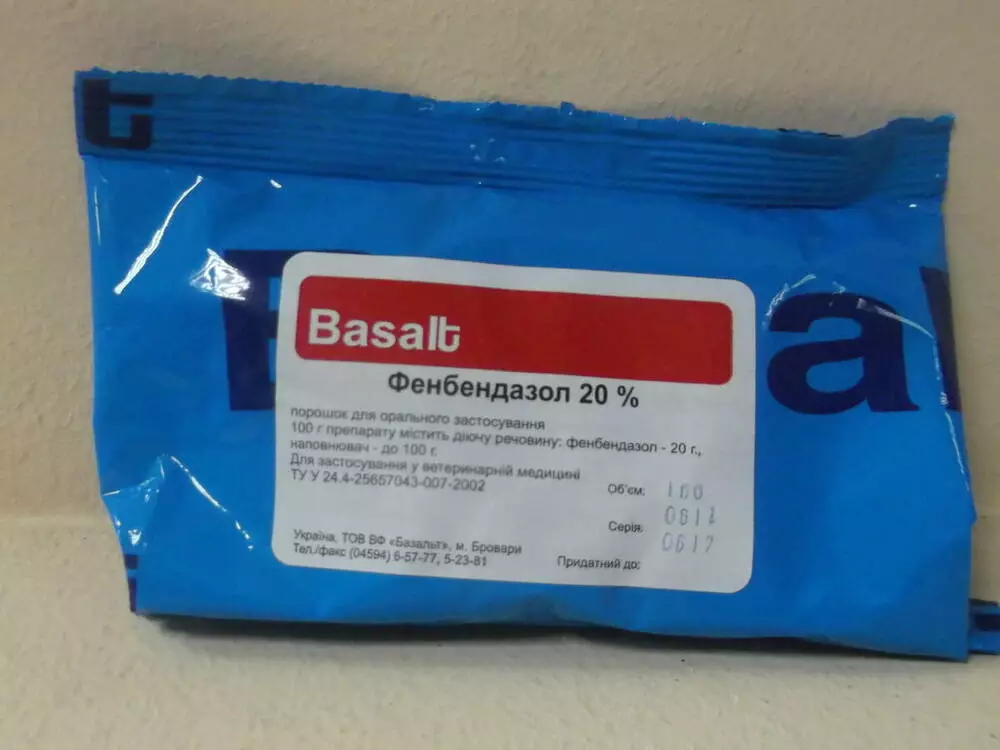 Basalt
Фенбендазол 20 %
порошок для орального застосування
100 г препарату містить діючу речовину: фенбендазол - 20 г.,
наповнювач - до 100 г.
Для застосування у ветеринарній медицині
ТУ У 24.4-25657043-007-2002
Об'єм: 100
Серія: 0612
Придатний до: 0617
Україна, ТОВ ВФ «Базальт», м. Бровари
Тел./факс (04594) 6-57-77, 5-23-81